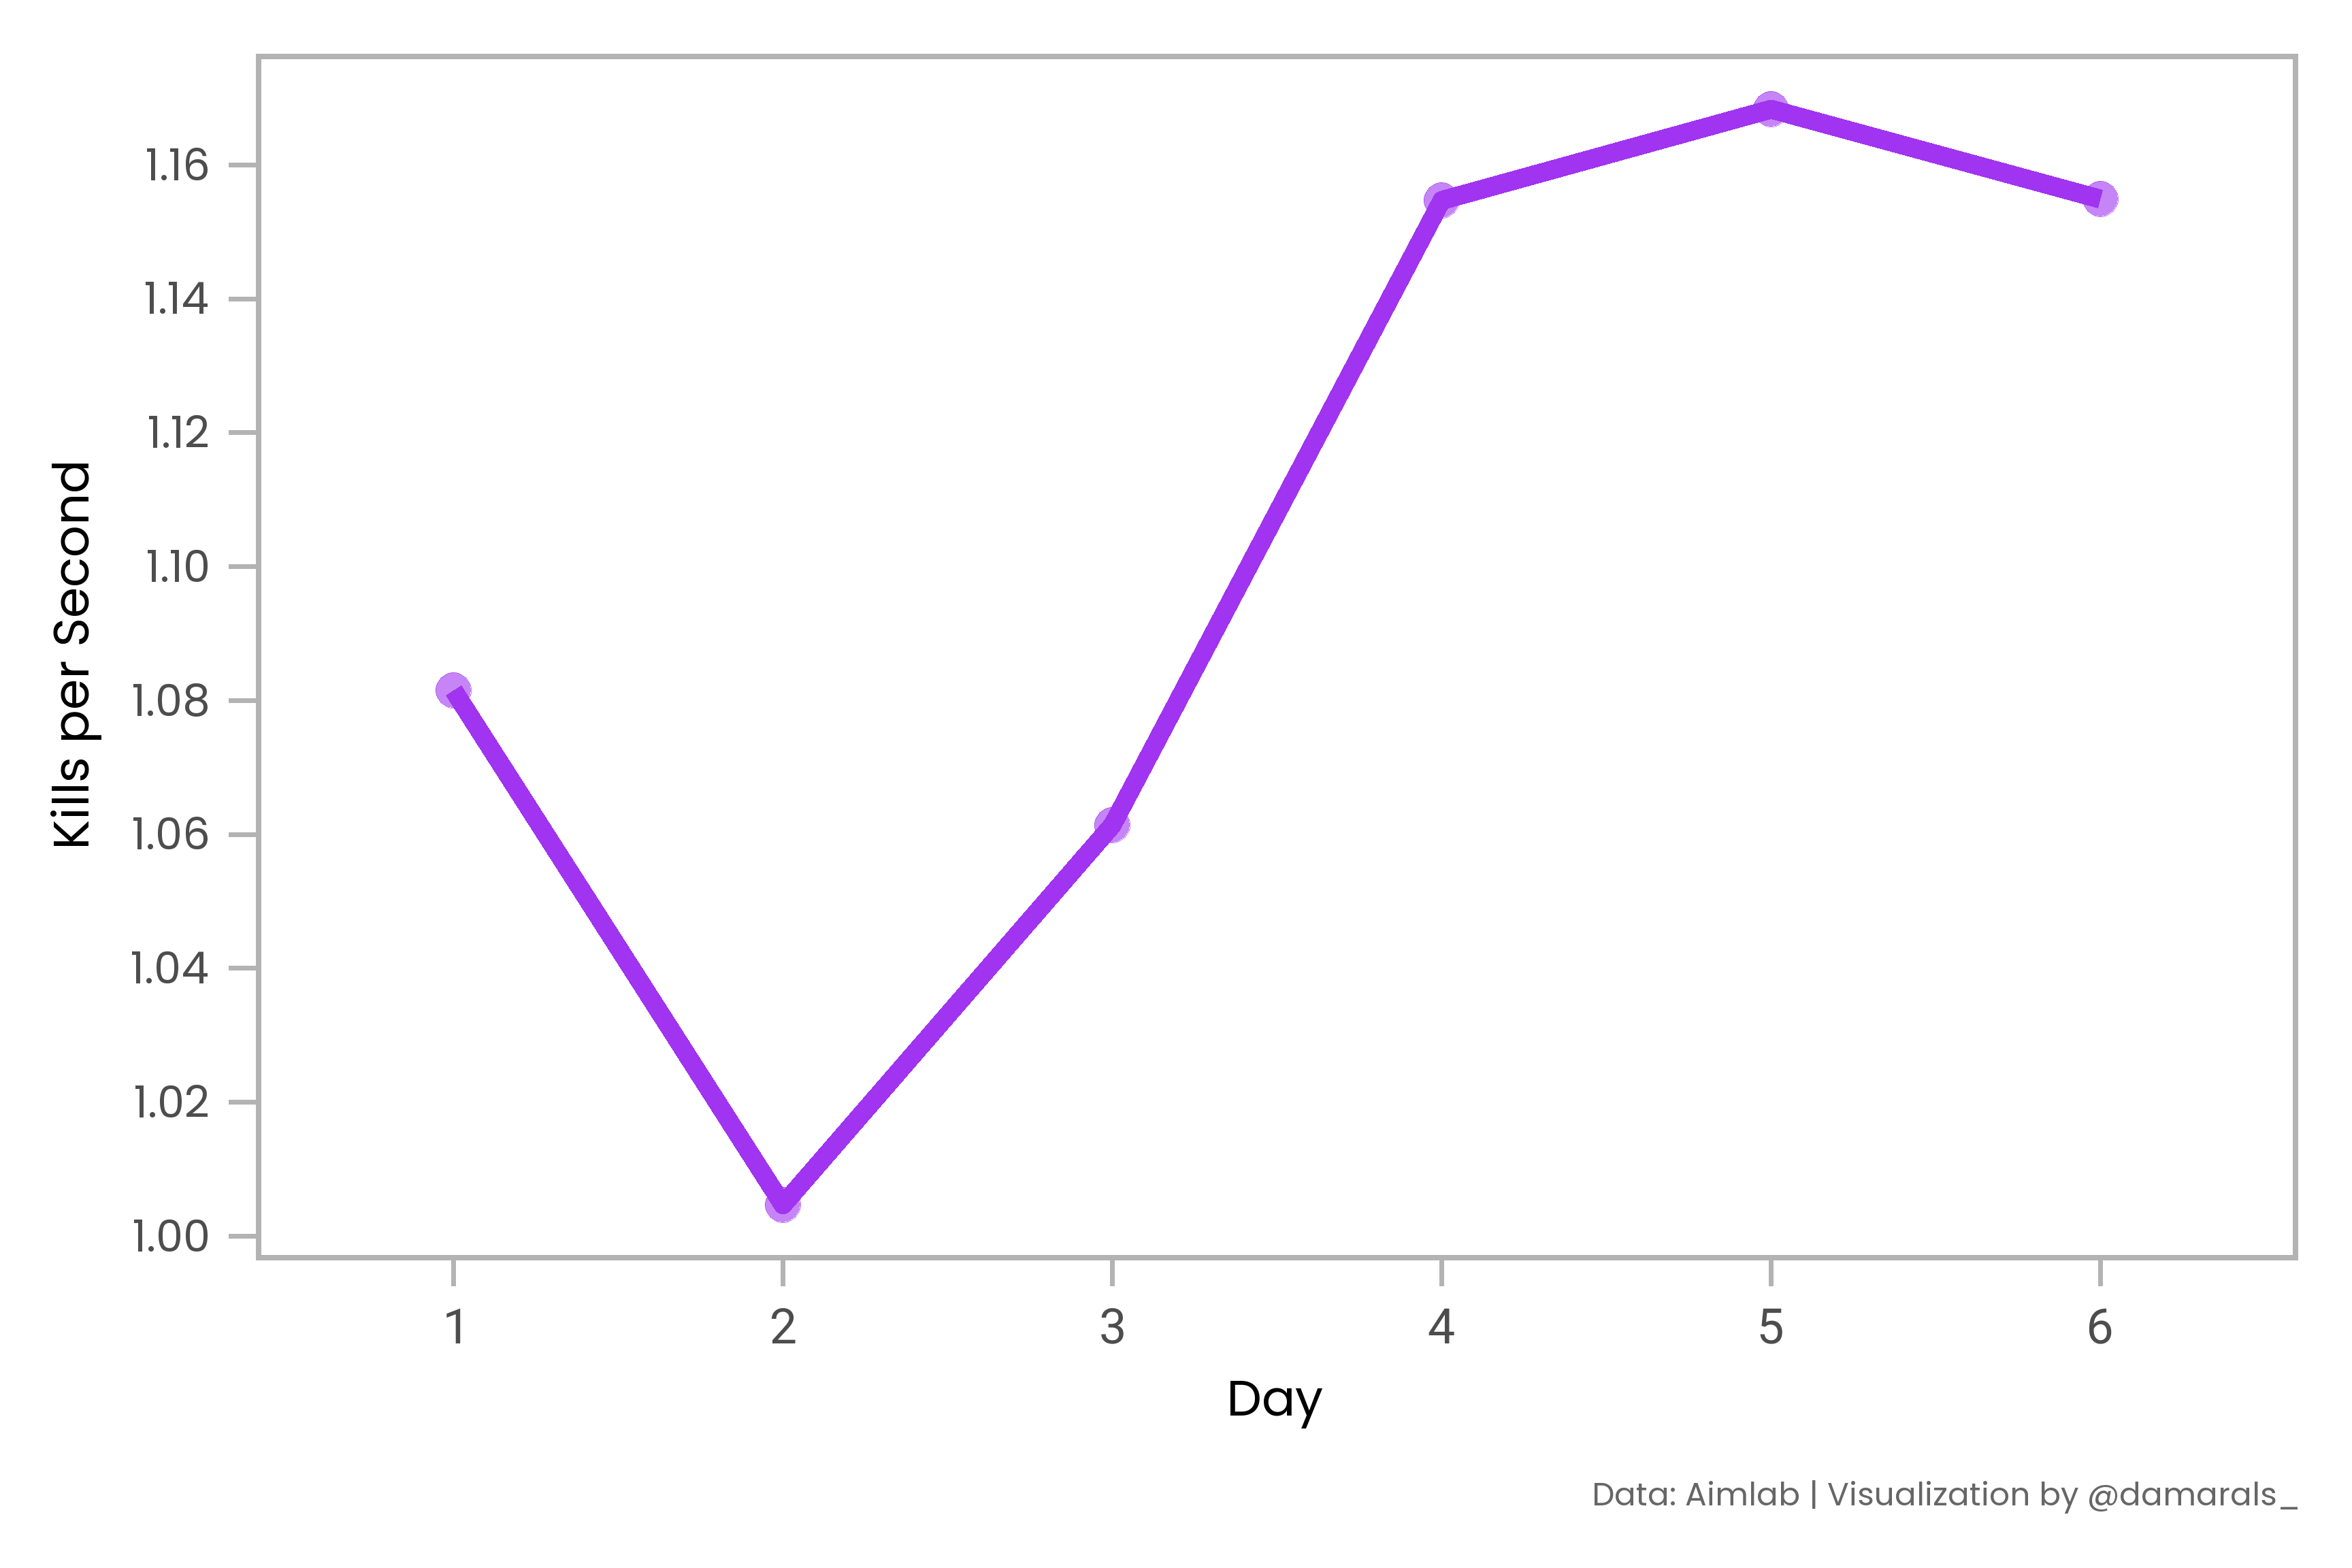 Kills per Second
1.16
1.14
1.12
1.10
1.08
1.06
1.04
1.02
1.00
1 2 3 4 5 6
Day
Data: Aimlab | Visualization by @damarals_